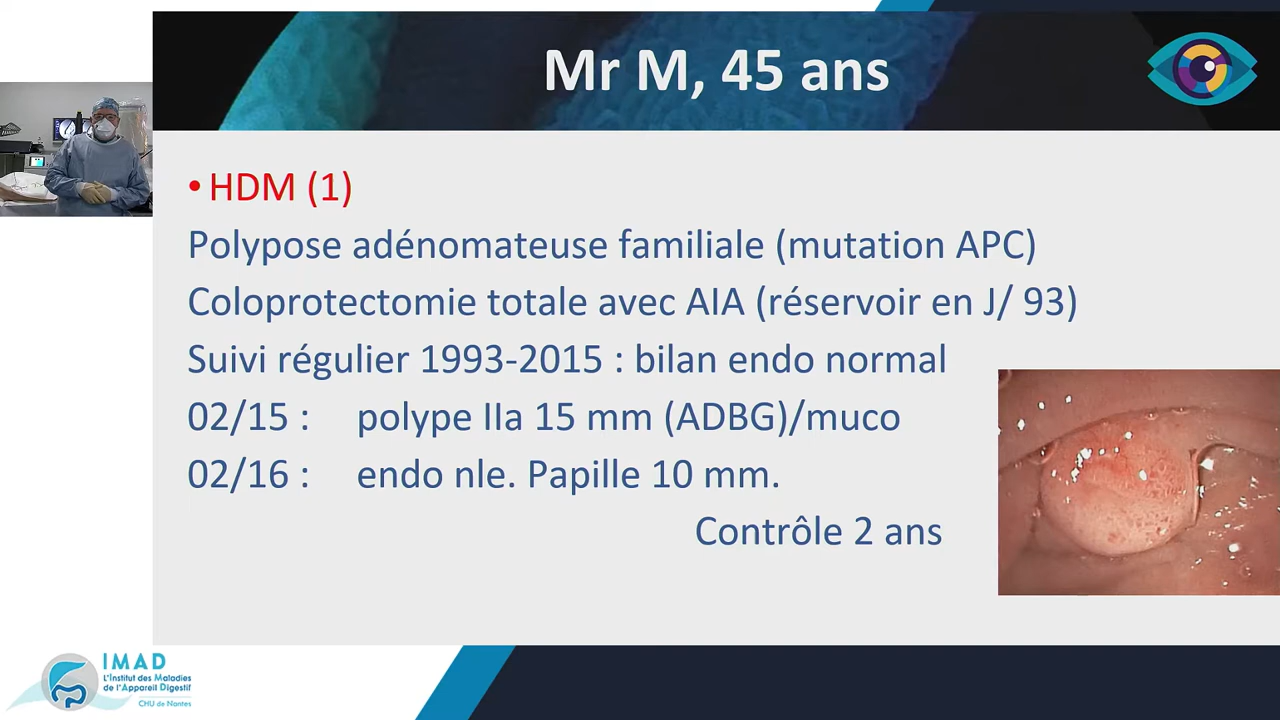 Mr M, 45 ans
• HDM (1)
Polypose adénomateuse familiale (mutation APC)
Coloprotectomie totale avec AIA (réservoir en J/ 93)
Suivi régulier 1993-2015 : bilan endo normal
02/15 : polype IIa 15 mm (ADBG)/muco
02/16 : endo nle. Papille 10 mm.
Contrôle 2 ans
IMAD
L'Institut des Maladies
de l'Appareil Digestif
CHU de Nantes